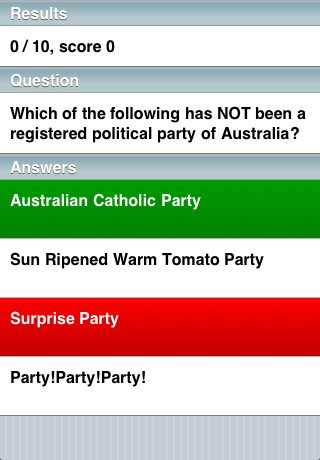 Results
0 / 10, score 0
Question
Which of the following has NOT been a
registered political party of Australia?
Answers
Australian Catholic Party
Sun Ripened Warm Tomato Party
Surprise Party
Party!Party!Party!